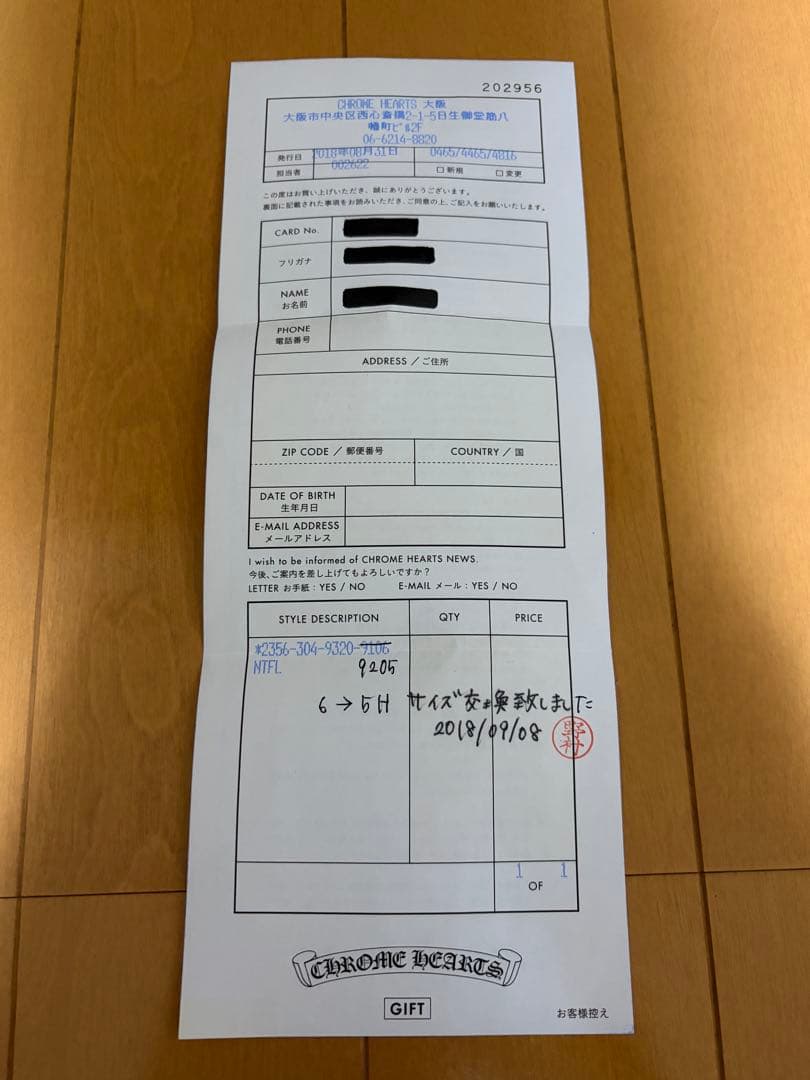 202956
CHROME HEARTS 大阪
大阪市中央区西心斎橋2-1-5日生御堂筋八
幡町ビル2F
06-6214-8820
発行日 2018年08月31日 0465/4465/4816
担当者 002622 □ 新規 □ 変更
この度はお買い上げいただき、誠にありがとうございます。
裏面に記載された事項をお読みいただき、ご同意の上、ご記入をお願いいたします。
CARD No.
フリガナ
NAME
お名前
PHONE
電話番号
ADDRESS / ご住所
ZIP CODE / 郵便番号 COUNTRY / 国
DATE OF BIRTH
生年月日
E-MAIL ADDRESS
メールアドレス
I wish to be informed of CHROME HEARTS NEWS.
今後、ご案内を差し上げてもよろしいですか?
LETTER お手紙 : YES / NO E-MAIL メール : YES / NO
STYLE DESCRIPTION QTY PRICE
*2356-304-9320-9106
NTFL 9205
6→5H サイズ交換致しました
2018/09/08 野村
1 1
OF
CHROME HEARTS
GIFT
お客様控え